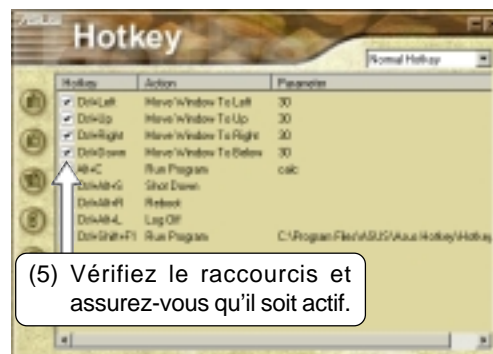 ASUS
Hotkey
Normal Hotkey
Hotkey Action Parameter
Ctrl+Left Move Window To Left 30
Ctrl+Up Move Window To Up 30
Ctrl+Right Move Window To Right 30
Ctrl+Down Move Window To Below 30
Alt+C Run Program calc
Ctrl+Alt+S Shut Down
Ctrl+Alt+R Reboot
Ctrl+Alt+L Log Off
Ctrl+Shift+F1 Run Program C:\Program Files\ASUS\Asus Hotkey\Hotkey
(5) Vérifiez le raccourcis et
assurez-vous qu'il soit actif.